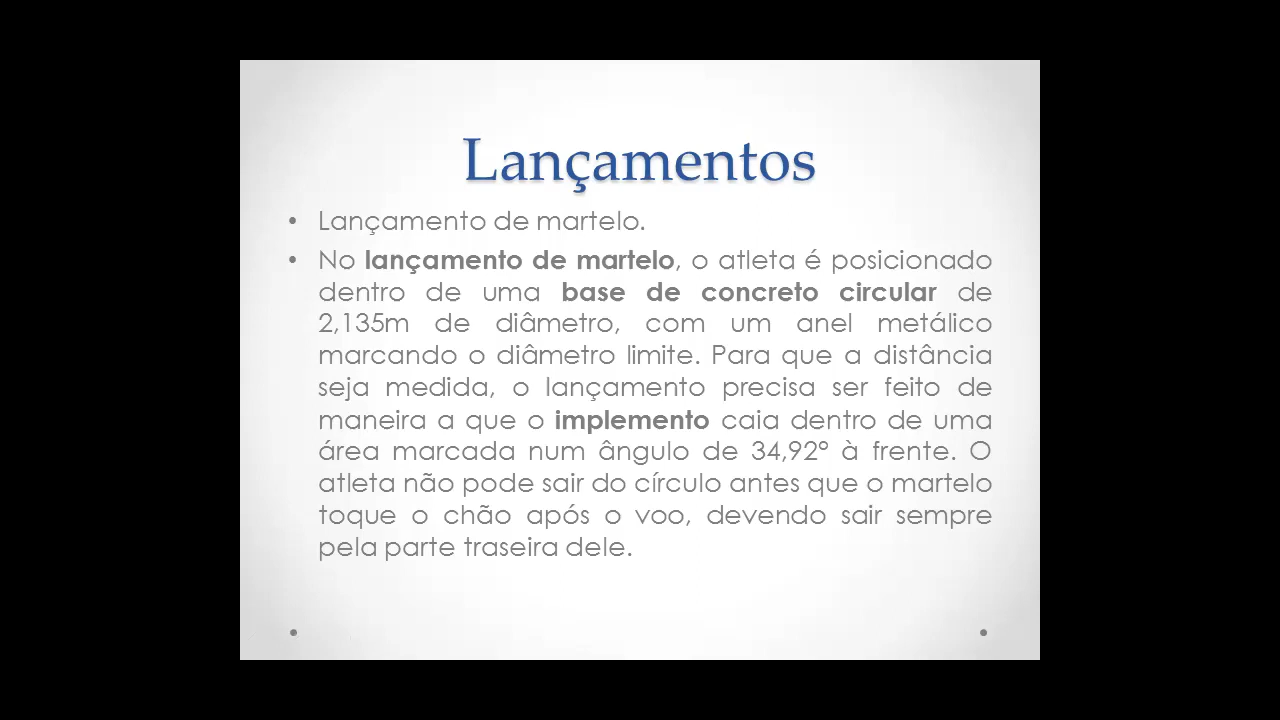 Lançamentos
• Lançamento de martelo.
• No lançamento de martelo, o atleta é posicionado
dentro de uma base de concreto circular de
2,135m de diâmetro, com um anel metálico
marcando o diâmetro limite. Para que a distância
seja medida, o lançamento precisa ser feito de
maneira a que o implemento caia dentro de uma
área marcada num ângulo de 34,92º à frente. O
atleta não pode sair do círculo antes que o martelo
toque o chão após o voo, devendo sair sempre
pela parte traseira dele.